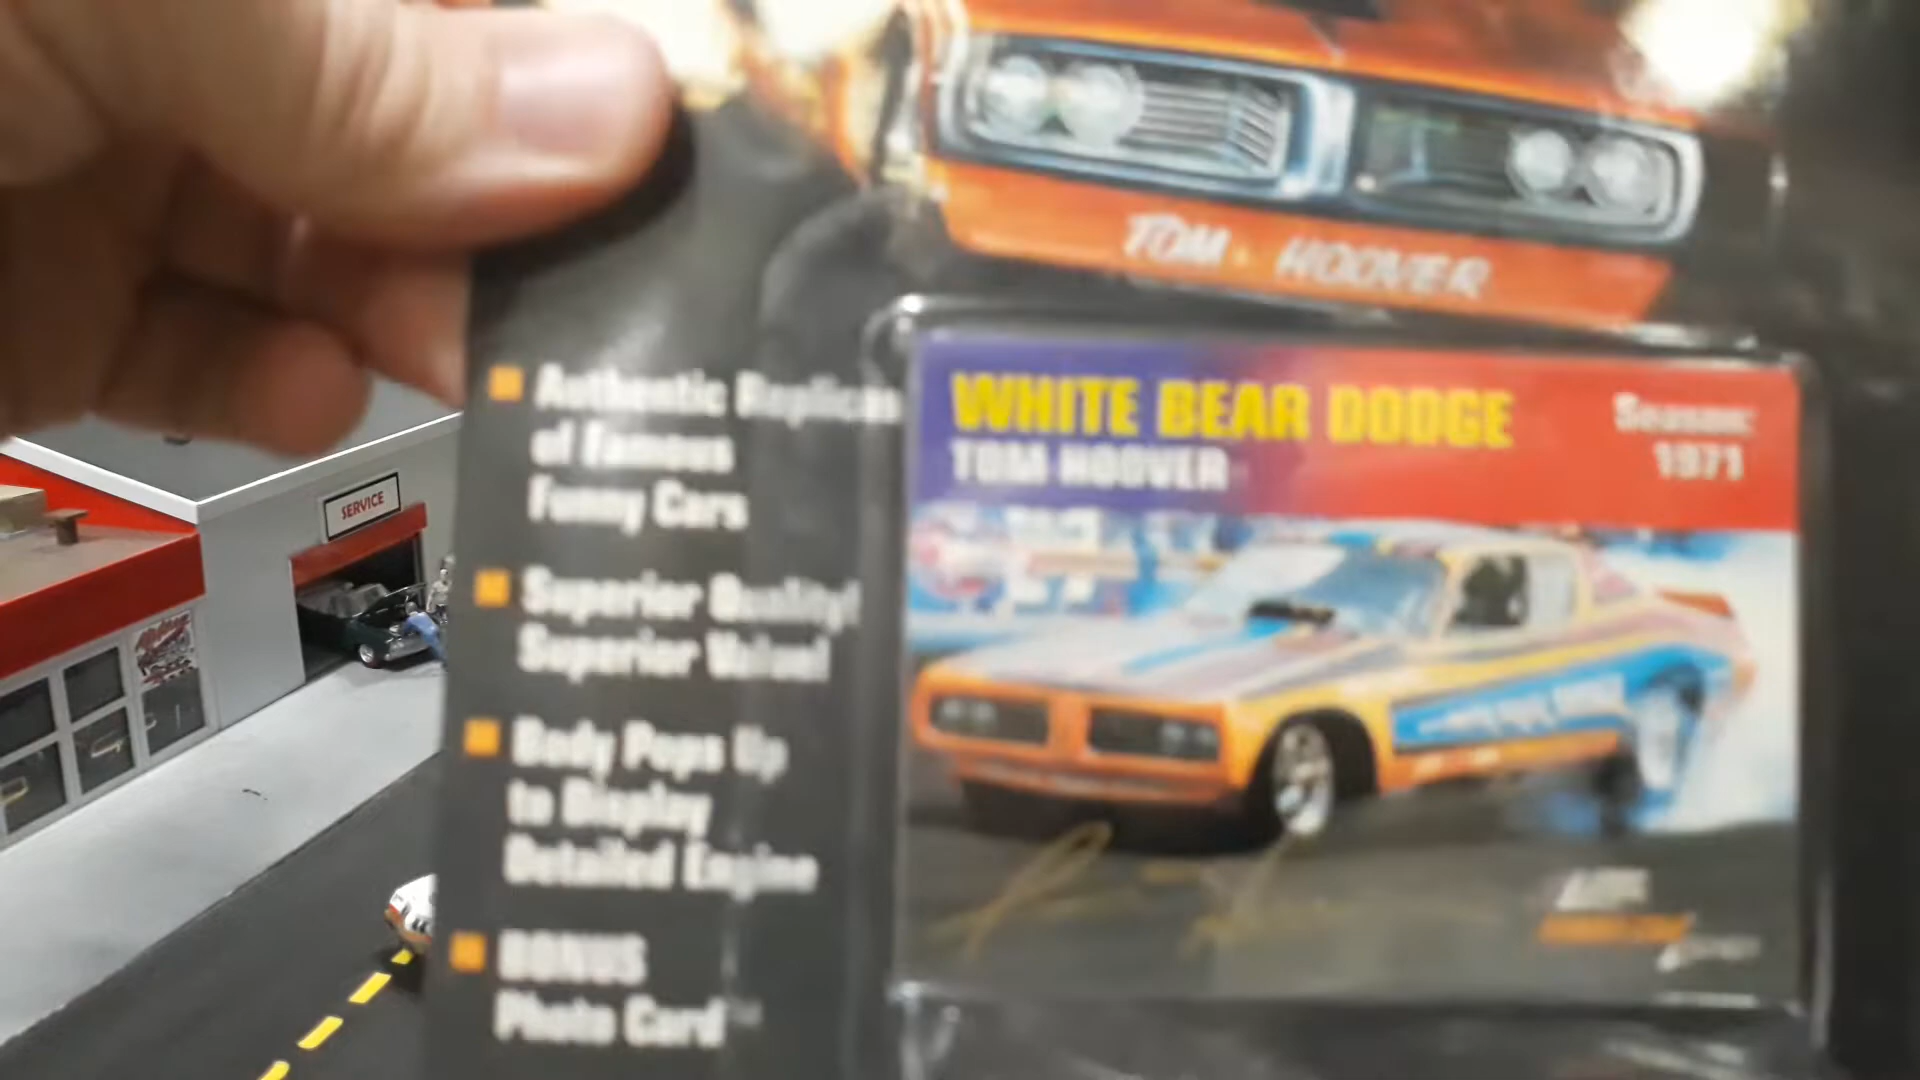 TOM HOOVER
WHITE BEAR DODGE
TOM HOOVER
Season:
1971
Authentic Replicas
of Famous
Funny Cars
Superior Quality!
Superior Value!
Body Pops Up
to Display
Detailed Engine
BONUS
Photo Card™
SERVICE